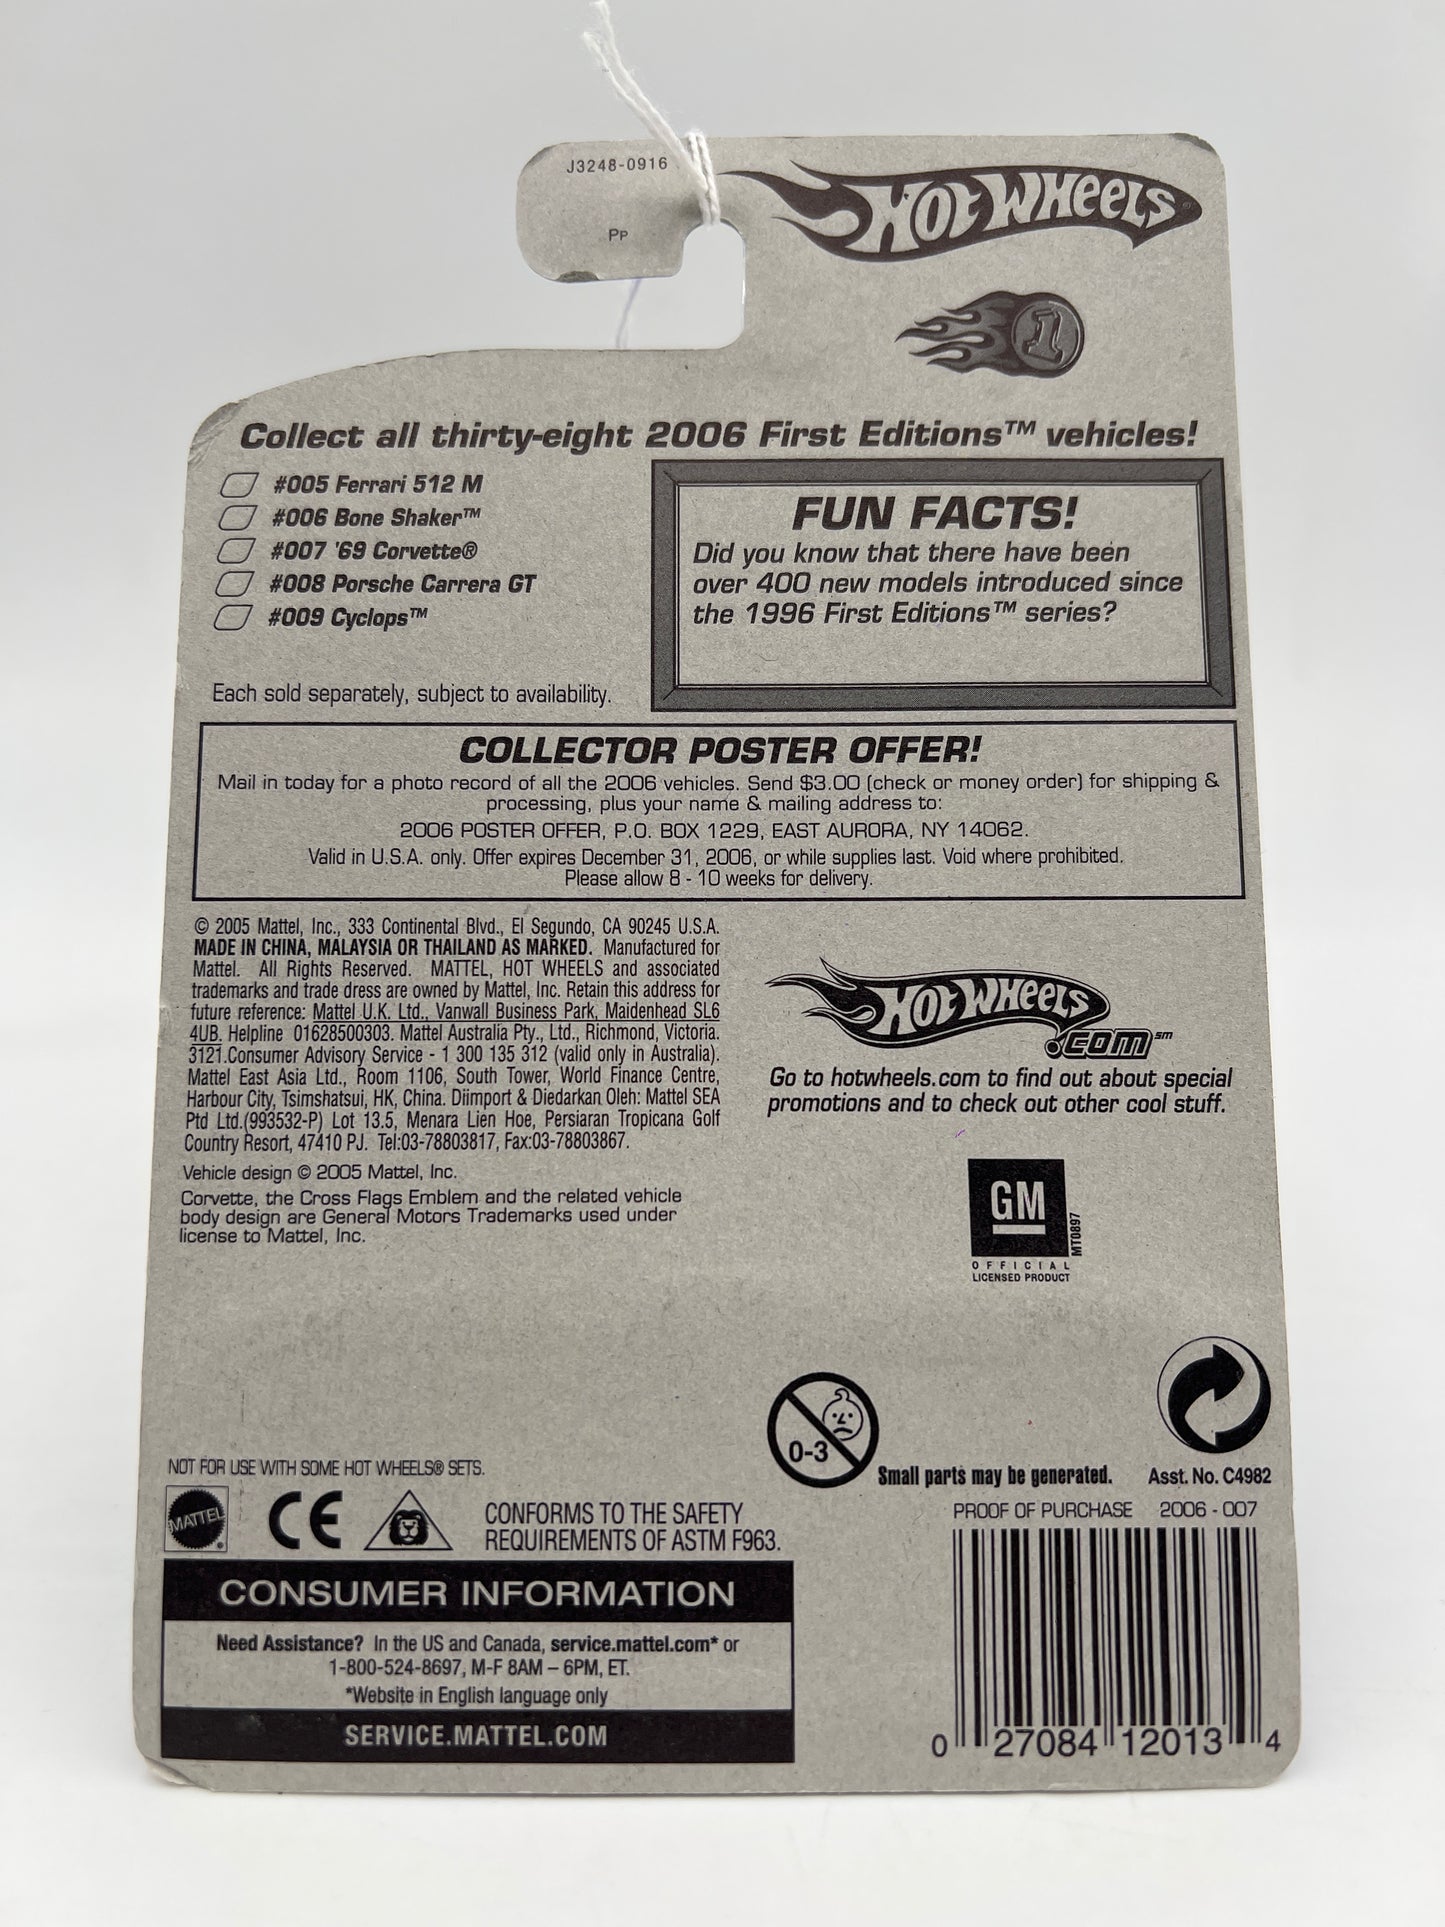 J3248-0916
PP
HOT WHEELS
1
Collect all thirty-eight 2006 First Editions™ vehicles!
#005 Ferrari 512 M
#006 Bone Shaker™
#007 '69 Corvette®
#008 Porsche Carrera GT
#009 Cyclops™
Each sold separately, subject to availability.
FUN FACTS!
Did you know that there have been
over 400 new models introduced since
the 1996 First Editions™ series?
COLLECTOR POSTER OFFER!
Mail in today for a photo record of all the 2006 vehicles. Send $3.00 (check or money order) for shipping &
processing, plus your name & mailing address to:
2006 POSTER OFFER, P.O. BOX 1229, EAST AURORA, NY 14062.
Valid in U.S.A. only. Offer expires December 31, 2006, or while supplies last. Void where prohibited.
Please allow 8 - 10 weeks for delivery.
© 2005 Mattel, Inc., 333 Continental Blvd., El Segundo, CA 90245 U.S.A.
MADE IN CHINA, MALAYSIA OR THAILAND AS MARKED. Manufactured for
Mattel. All Rights Reserved. MATTEL, HOT WHEELS and associated
trademarks and trade dress are owned by Mattel, Inc. Retain this address for
future reference: Mattel U.K. Ltd., Vanwall Business Park, Maidenhead SL6
4UB. Helpline 01628500303. Mattel Australia Pty., Ltd., Richmond, Victoria.
3121.Consumer Advisory Service - 1 300 135 312 (valid only in Australia).
Mattel East Asia Ltd., Room 1106, South Tower, World Finance Centre,
Harbour City, Tsimshatsui, HK, China. Diimport & Diedarkan Oleh: Mattel SEA
Ptd Ltd.(993532-P) Lot 13.5, Menara Lien Hoe, Persiaran Tropicana Golf
Country Resort, 47410 PJ. Tel:03-78803817, Fax:03-78803867.
Vehicle design © 2005 Mattel, Inc.
Corvette, the Cross Flags Emblem and the related vehicle
body design are General Motors Trademarks used under
license to Mattel, Inc.
HOT WHEELS
.COM℠
Go to hotwheels.com to find out about special
promotions and to check out other cool stuff.
GM
MT0897
OFFICIAL
LICENSED PRODUCT
0-3
Small parts may be generated.
Asst. No. C4982
NOT FOR USE WITH SOME HOT WHEELS® SETS.
MATTEL®
CE
CONFORMS TO THE SAFETY
REQUIREMENTS OF ASTM F963.
PROOF OF PURCHASE 2006 - 007
CONSUMER INFORMATION
Need Assistance? In the US and Canada, service.mattel.com* or
1-800-524-8697, M-F 8AM – 6PM, ET.
*Website in English language only
SERVICE.MATTEL.COM
0 27084 12013 4